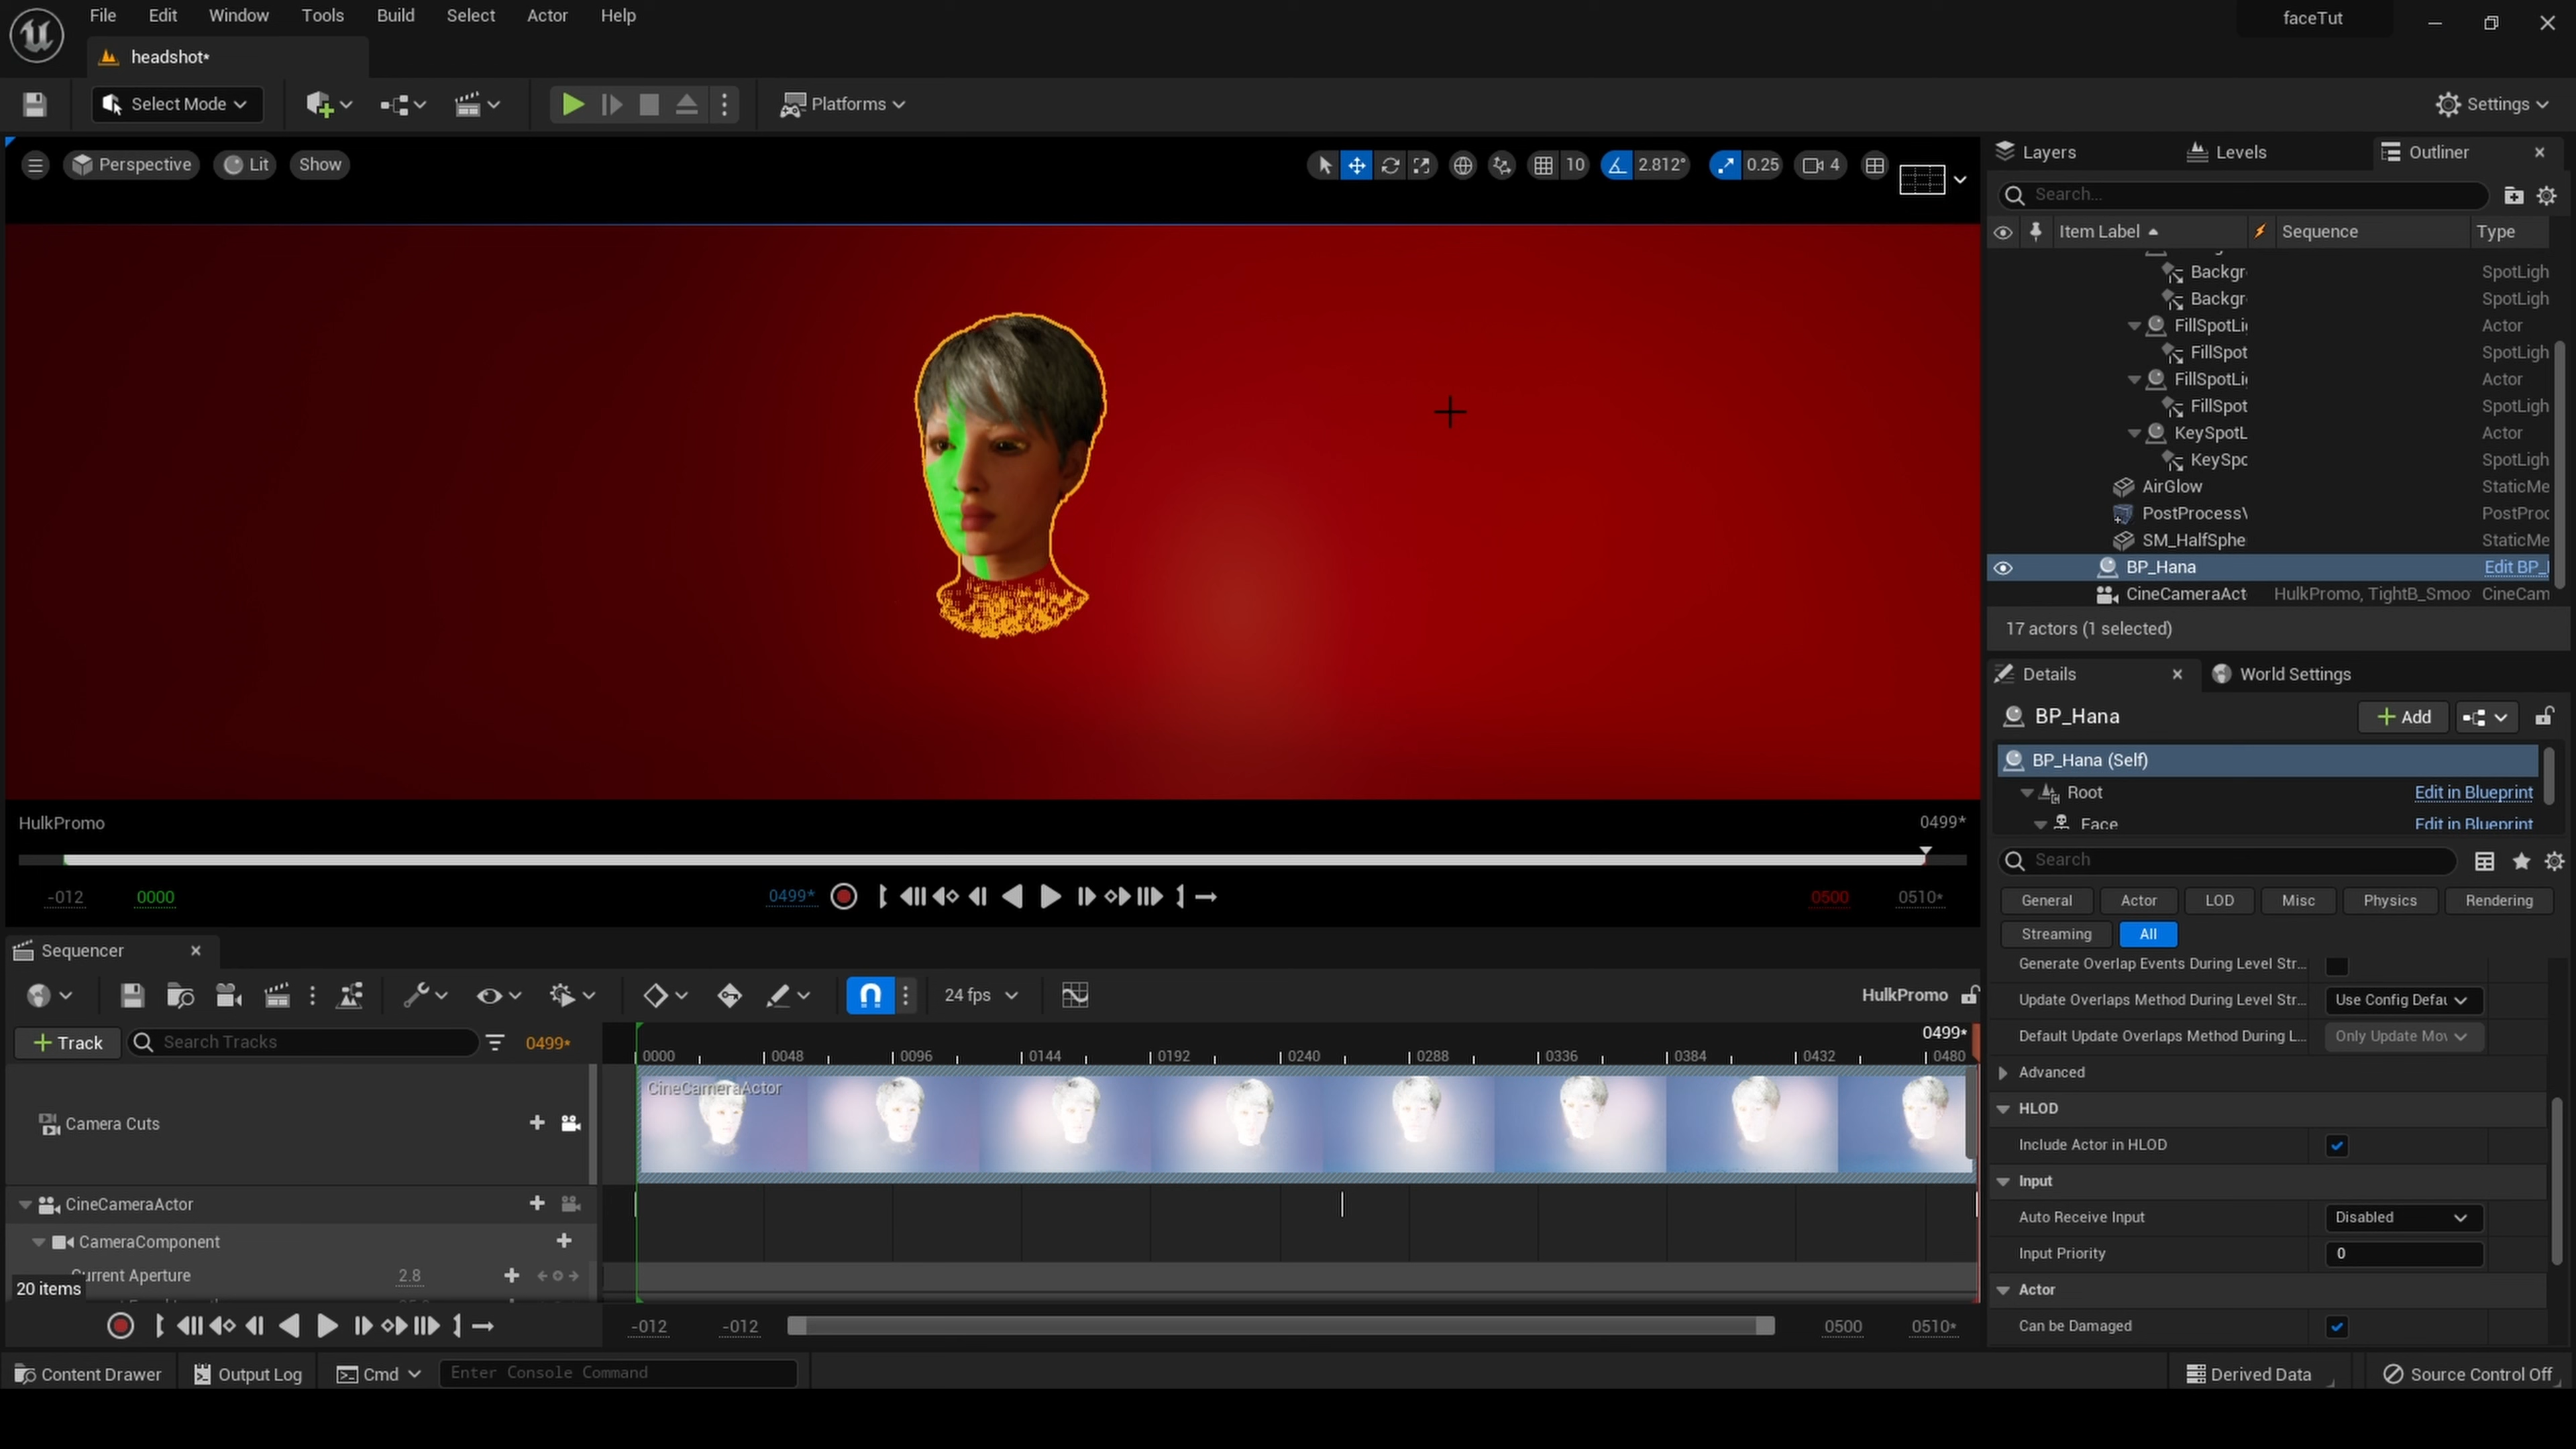 File Edit Window Tools Build Select Actor Help
faceTut
headshot*
Select Mode
Platforms
Settings
Perspective
Lit
Show
10
2.812°
0.25
4
Layers
Levels
Outliner
Search...
Item Label
Sequence
Type
Backgr
SpotLigh
Backgr
SpotLigh
FillSpotLi
Actor
FillSpot
SpotLigh
FillSpotLi
Actor
FillSpot
SpotLigh
KeySpotL
Actor
KeySpo
SpotLigh
AirGlow
StaticMe
PostProcessV
PostProc
SM_HalfSphe
StaticMe
BP_Hana
Edit BP_
CineCameraAct
HulkPromo, TightB_Smoo
CineCam
17 actors (1 selected)
Details
World Settings
BP_Hana
Add
BP_Hana (Self)
Root
Edit in Blueprint
Face
Edit in Blueprint
Search
General
Actor
LOD
Misc
Physics
Rendering
Streaming
All
Generate Overlap Events During Level Str...
Update Overlaps Method During Level Str...
Use Config Defau
Default Update Overlaps Method During L...
Only Update Mov
Advanced
HLOD
Include Actor in HLOD
Input
Auto Receive Input
Disabled
Input Priority
0
Actor
Can be Damaged
HulkPromo
0499*
-012
0000
0499*
0500
0510*
Sequencer
24 fps
HulkPromo
Track
Search Tracks
0499*
0499*
0000 0048 0096 0144 0192 0240 0288 0336 0384 0432 0480
Camera Cuts
CineCameraActor
CineCameraActor
CameraComponent
Current Aperture
2.8
20 items
-012
-012
0500
0510*
Content Drawer
Output Log
Cmd
Enter Console Command
Derived Data
Source Control Off